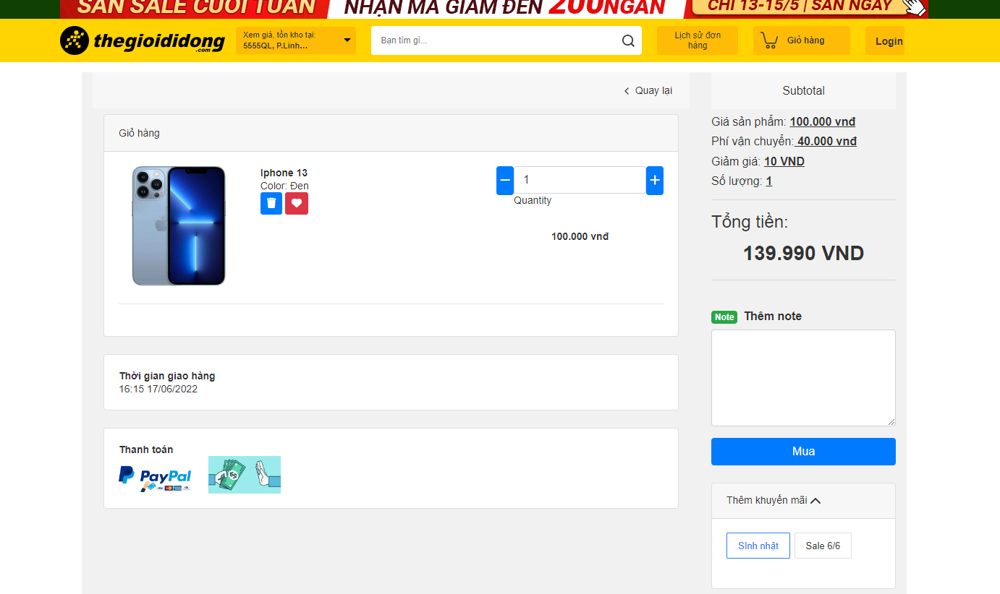 SĂN SALE CUỐI TUẦN
NHẬN MÃ GIẢM ĐẾN 200NGÀN
CHỈ 13-15/5 | SĂN NGAY
thegioididong
.com
Xem giá, tồn kho tại:
5555QL, P.Linh...
Bạn tìm gì...
Lịch sử đơn
hàng
Giỏ hàng
Login
Quay lại
Giỏ hàng
Iphone 13
Color: Đen
1
Quantity
100.000 vnđ
Thời gian giao hàng
16:15 17/06/2022
Thanh toán
PayPal
Subtotal
Giá sản phẩm: 100.000 vnđ
Phí vận chuyển: 40.000 vnđ
Giảm giá: 10 VND
Số lượng: 1
Tổng tiền:
139.990 VND
Note Thêm note
Mua
Thêm khuyến mãi
SInh nhật
Sale 6/6